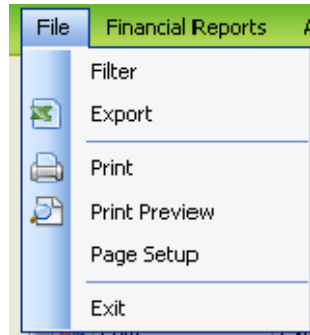 File Financial Reports
Filter
Export
Print
Print Preview
Page Setup
Exit